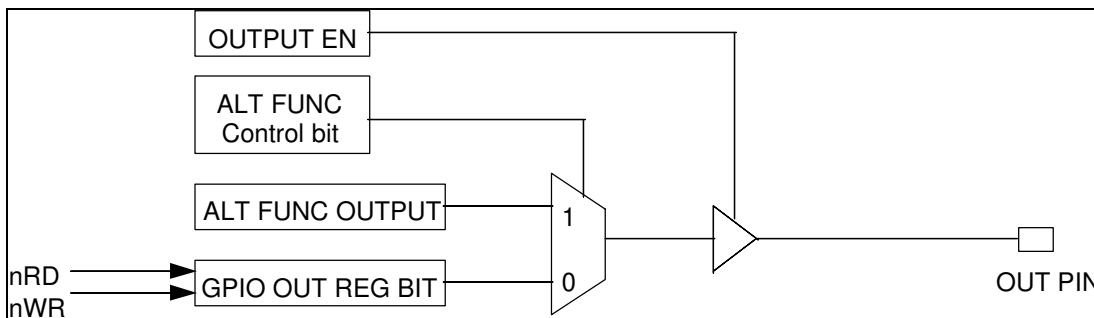 OUTPUT EN
ALT FUNC
Control bit
ALT FUNC OUTPUT
1
0
nRD
nWR
GPIO OUT REG BIT
OUT PIN